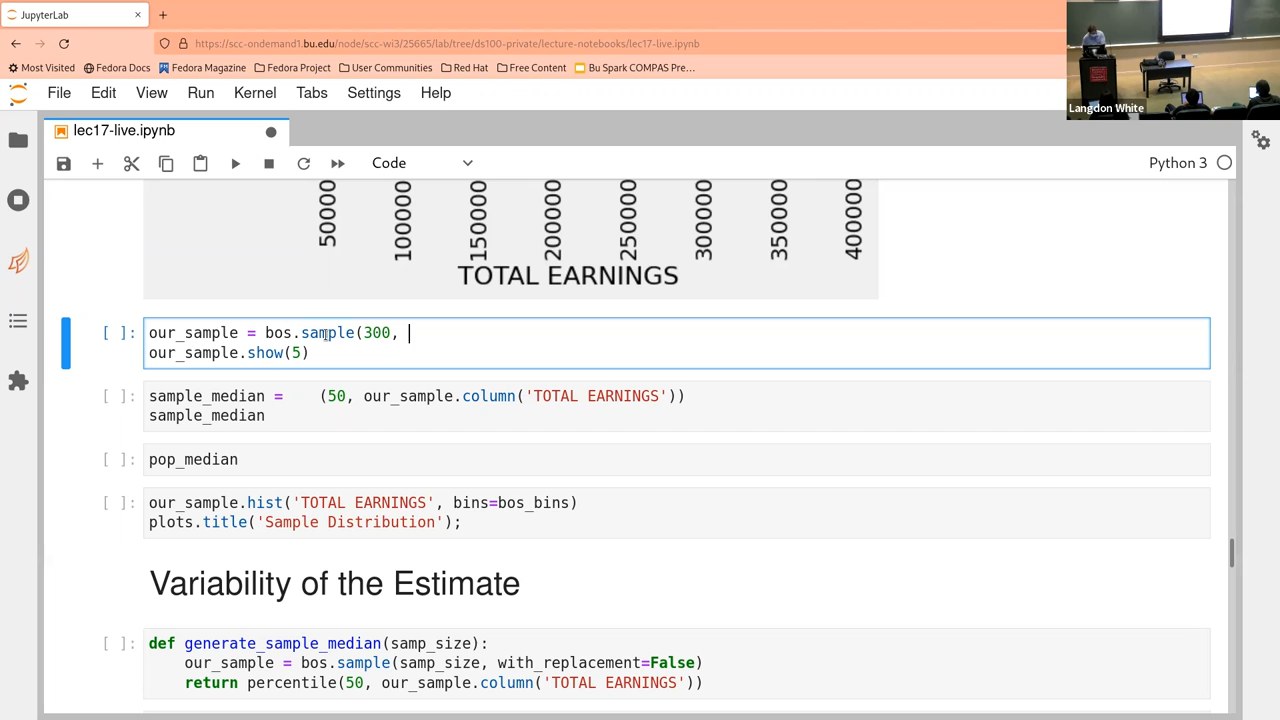 JupyterLab
https://scc-ondemand1.bu.edu/node/scc-wi3/25665/lab/tree/ds100-private/lecture-notebooks/lec17-live.ipynb
Most Visited Fedora Docs Fedora Magazine Fedora Project User Communities Red Hat Free Content Bu Spark COMPAS Pre...
Langdon White
File Edit View Run Kernel Tabs Settings Help
lec17-live.ipynb
Code Python 3
50000 100000 150000 200000 250000 300000 350000 400000
TOTAL EARNINGS
[ ]: our_sample = bos.sample(300,
our_sample.show(5)
[ ]: sample_median = (50, our_sample.column('TOTAL EARNINGS'))
sample_median
[ ]: pop_median
[ ]: our_sample.hist('TOTAL EARNINGS', bins=bos_bins)
plots.title('Sample Distribution');
Variability of the Estimate
[ ]: def generate_sample_median(samp_size):
our_sample = bos.sample(samp_size, with_replacement=False)
return percentile(50, our_sample.column('TOTAL EARNINGS'))